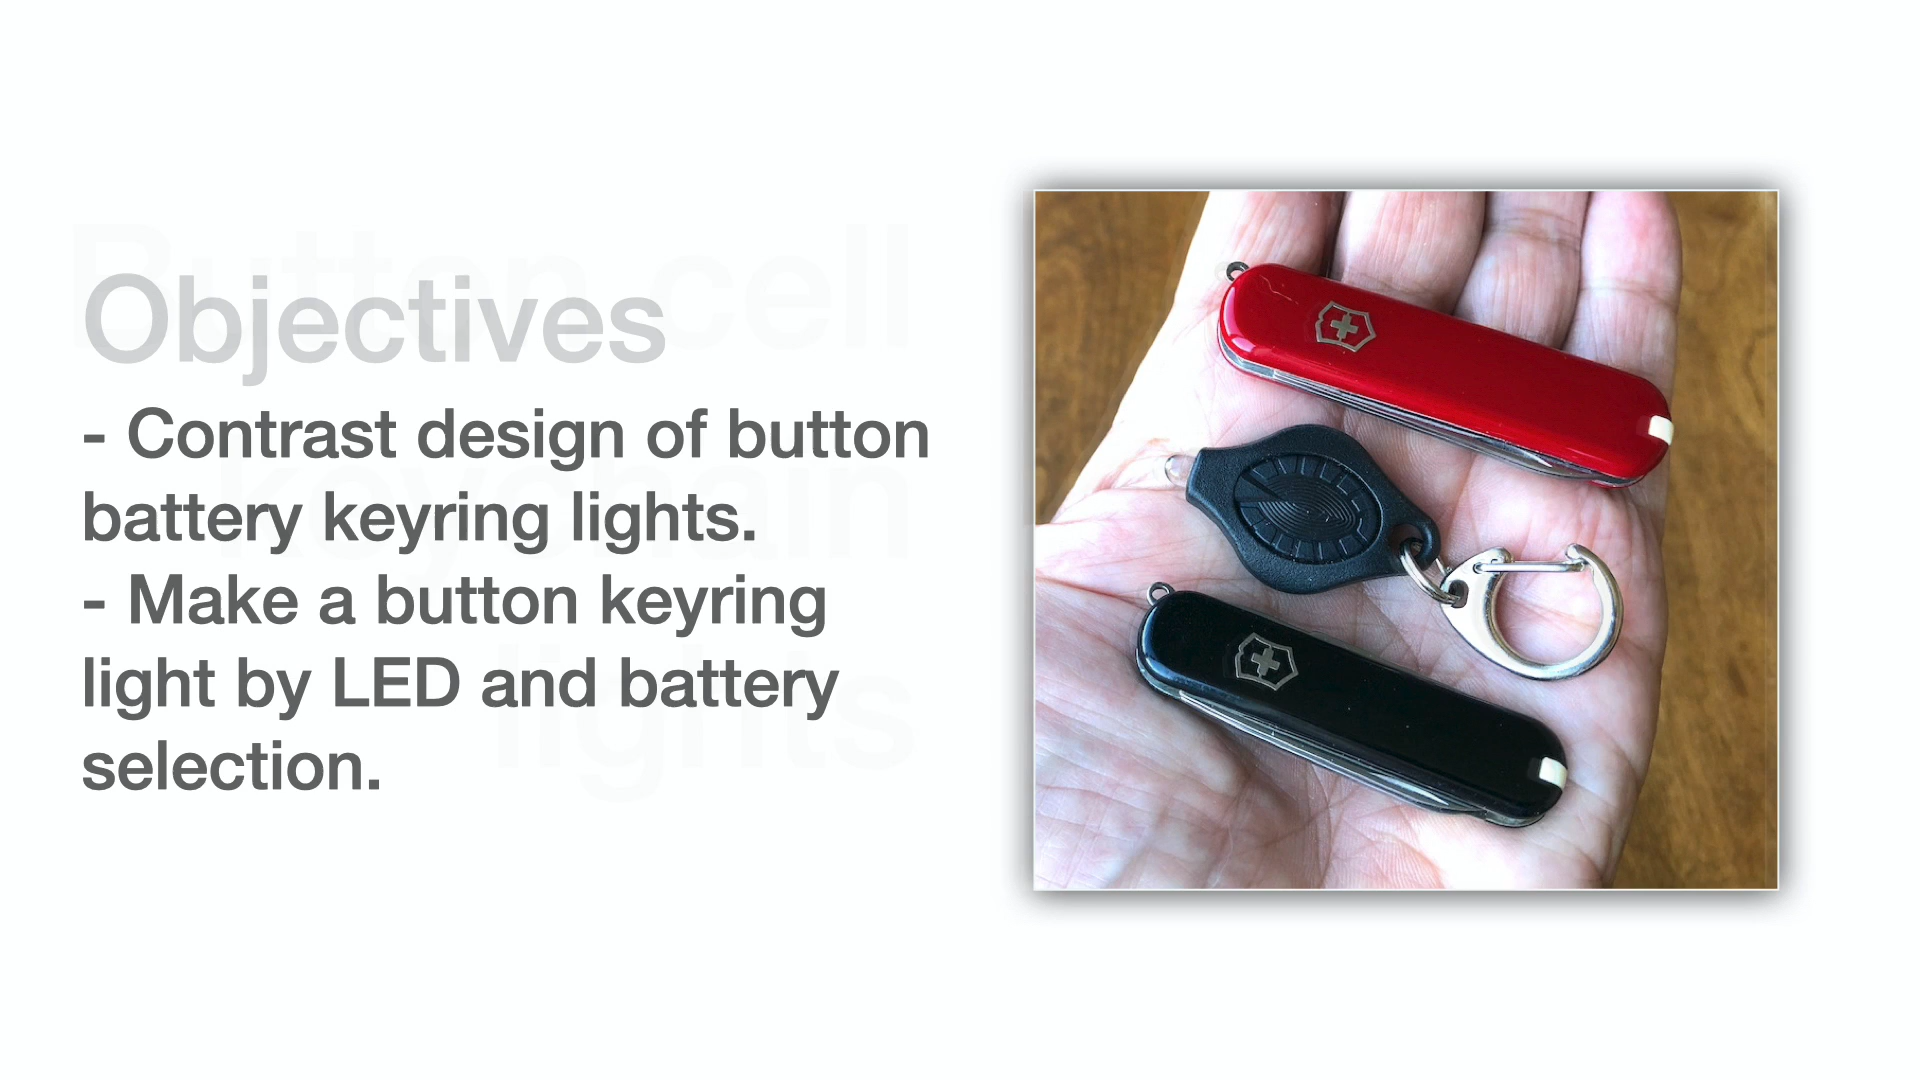 Button cell
Objectives
- Contrast design of button
keychain
battery keyring lights.
- Make a button keyring
lights
light by LED and battery
selection.